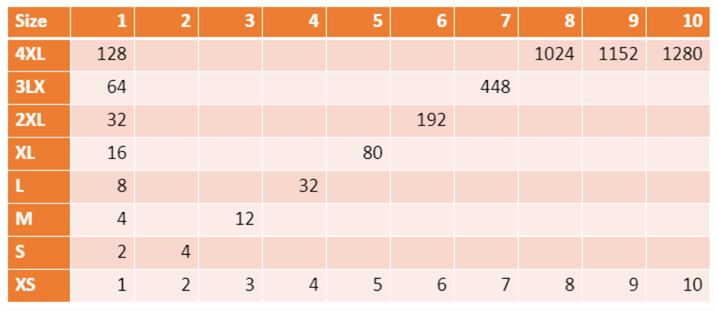 Size 1 2 3 4 5 6 7 8 9 10
4XL 128 1024 1152 1280
3LX 64 448
2XL 32 192
XL 16 80
L 8 32
M 4 12
S 2 4
XS 1 2 3 4 5 6 7 8 9 10